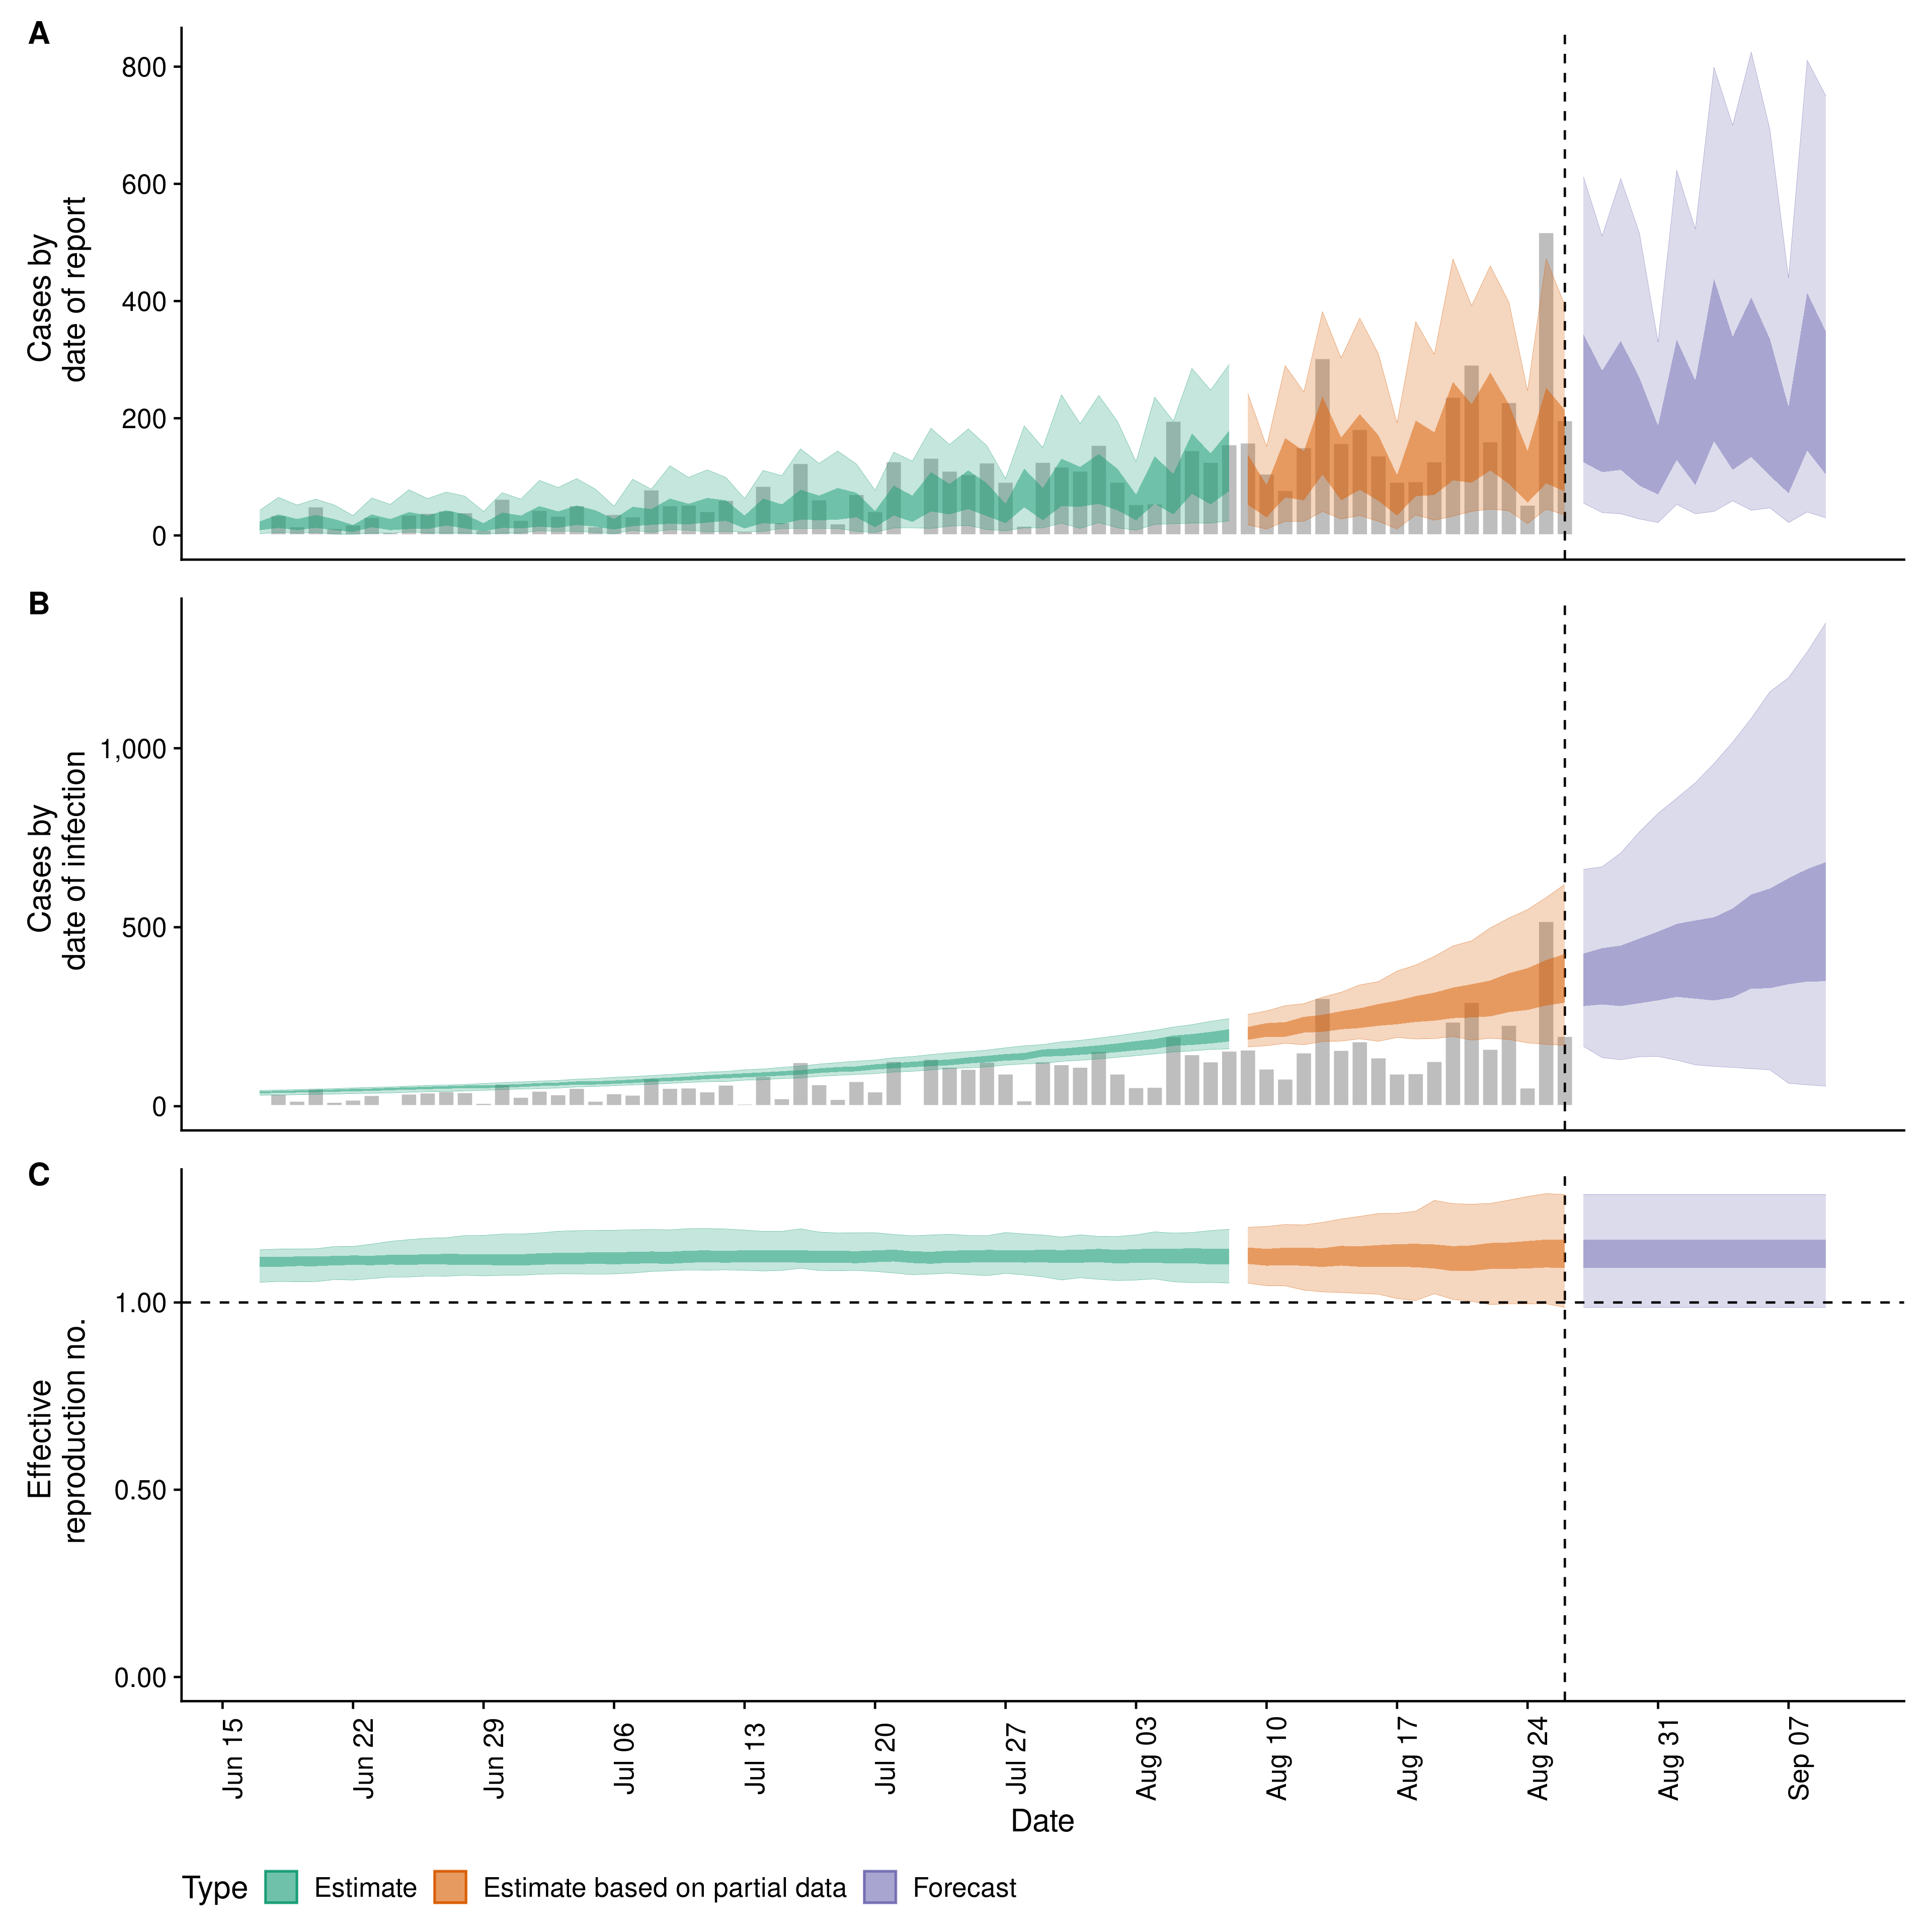 A
800
600
400
200
0
Cases by
date of report
B
1,000
500
0
Cases by
date of infection
C
1.00
0.50
0.00
Effective
reproduction no.
Jun 15
Jun 22
Jun 29
Jul 06
Jul 13
Jul 20
Jul 27
Aug 03
Aug 10
Aug 17
Aug 24
Aug 31
Sep 07
Date
Type Estimate Estimate based on partial data Forecast